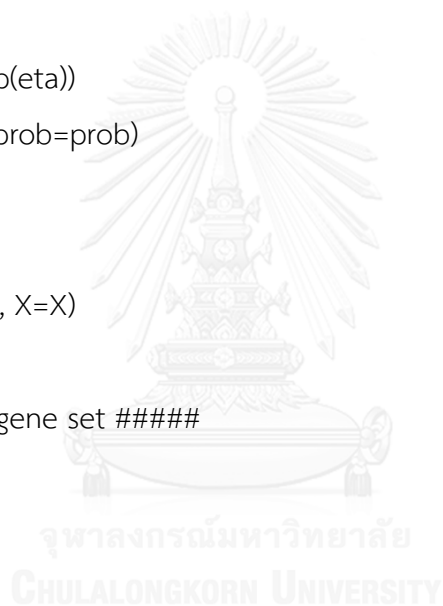 o(eta))
prob=prob)
, X=X)
gene set #####
จุฬาลงกรณ์มหาวิทยาลัย
CHULALONGKORN UNIVERSITY